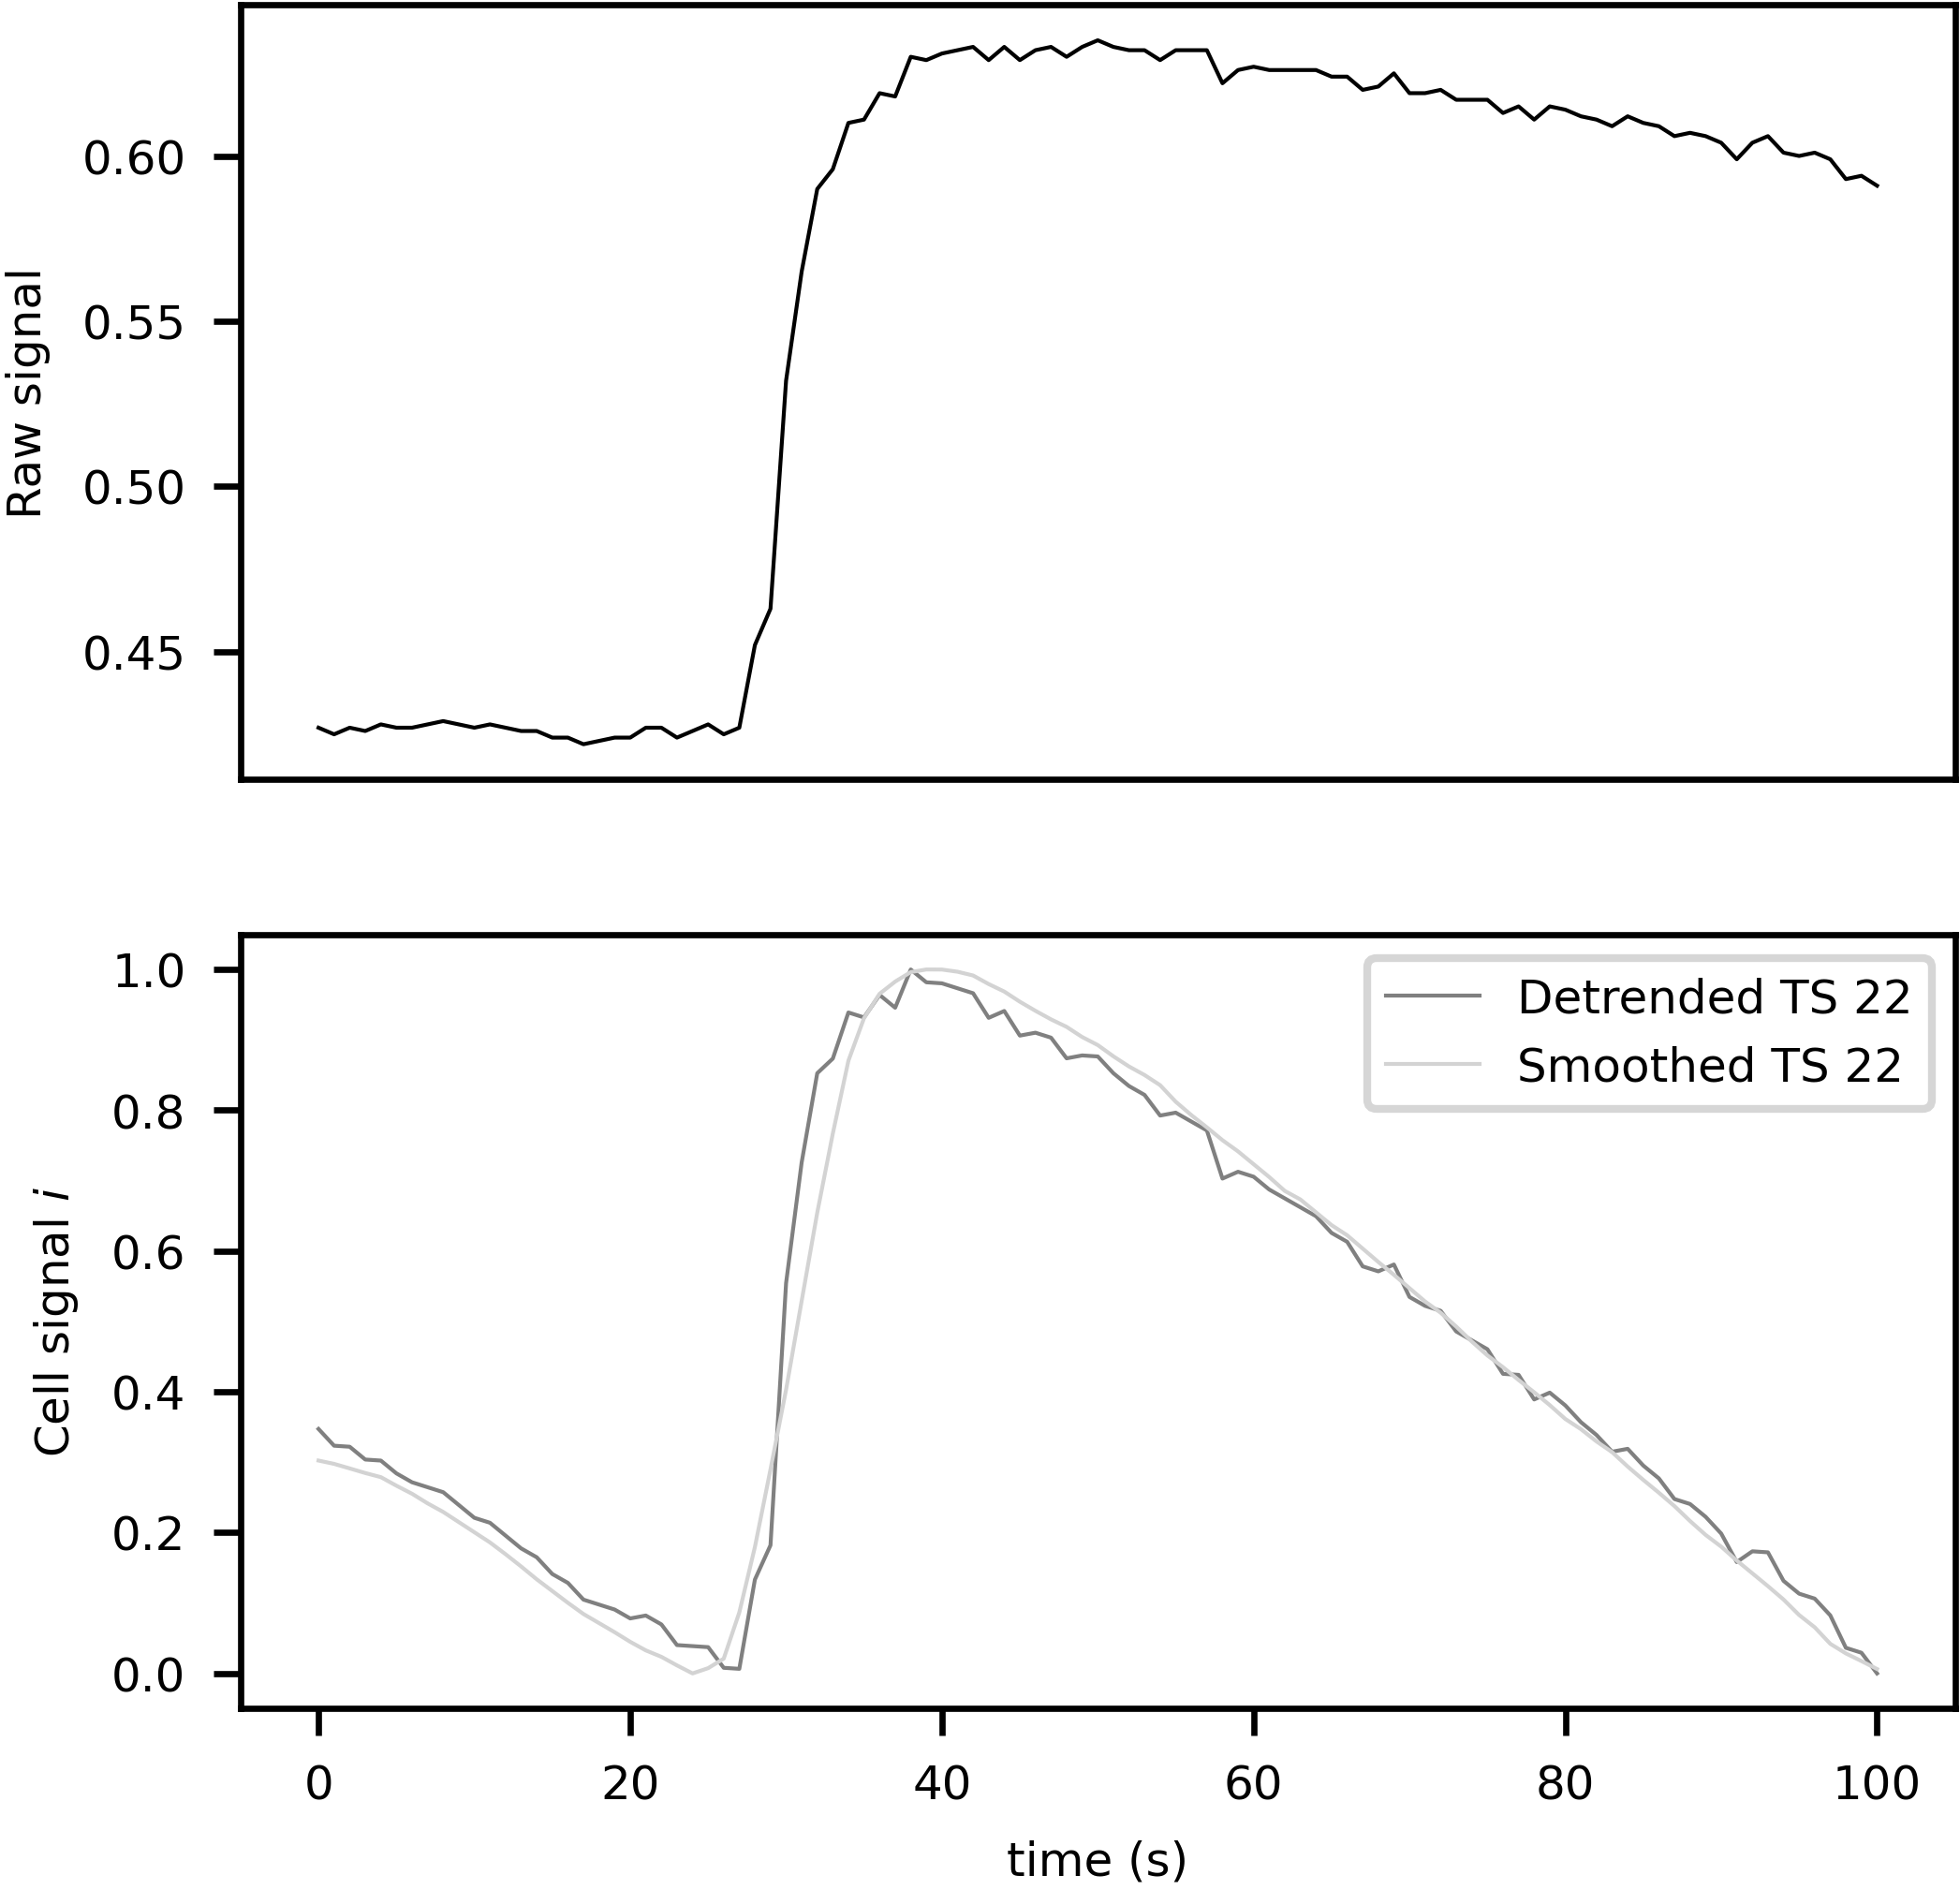 Raw signal
0.60
0.55
0.50
0.45
Cell signal i
1.0
0.8
0.6
0.4
0.2
0.0
Detrended TS 22
Smoothed TS 22
0 20 40 60 80 100
time (s)